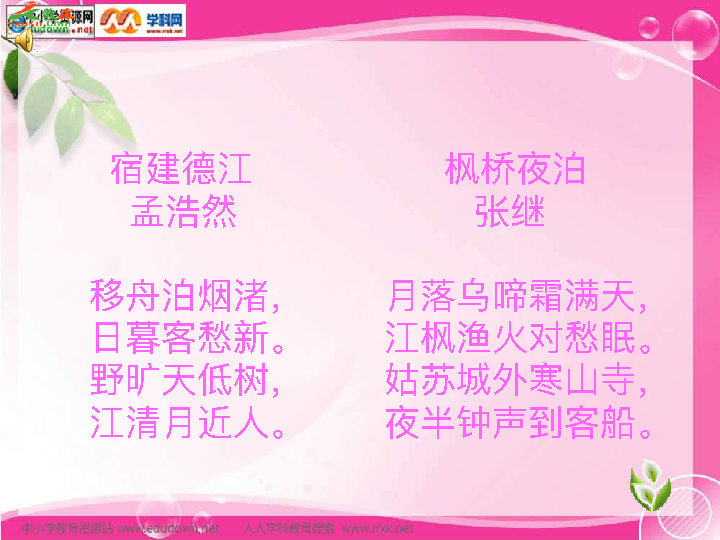 学科网
www.rrxk.net
宿建德江
孟浩然
移舟泊烟渚，
日暮客愁新。
野旷天低树，
江清月近人。
枫桥夜泊
张继
月落乌啼霜满天，
江枫渔火对愁眠。
姑苏城外寒山寺，
夜半钟声到客船。
中小学教育资源站 www.edudown.net 人人学科教育搜索 www.rrxk.net